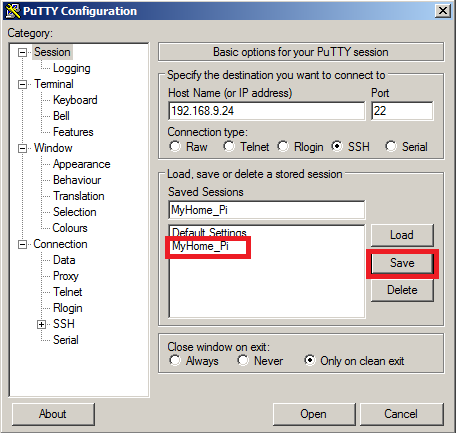 PuTTY Configuration
Category:
Session
Logging
Terminal
Keyboard
Bell
Features
Window
Appearance
Behaviour
Translation
Selection
Colours
Connection
Data
Proxy
Telnet
Rlogin
SSH
Serial
Basic options for your PuTTY session
Specify the destination you want to connect to
Host Name (or IP address) Port
192.168.9.24 22
Connection type:
Raw Telnet Rlogin SSH Serial
Load, save or delete a stored session
Saved Sessions
MyHome_Pi
Default Settings
MyHome_Pi
Load
Save
Delete
Close window on exit:
Always Never Only on clean exit
About Open Cancel